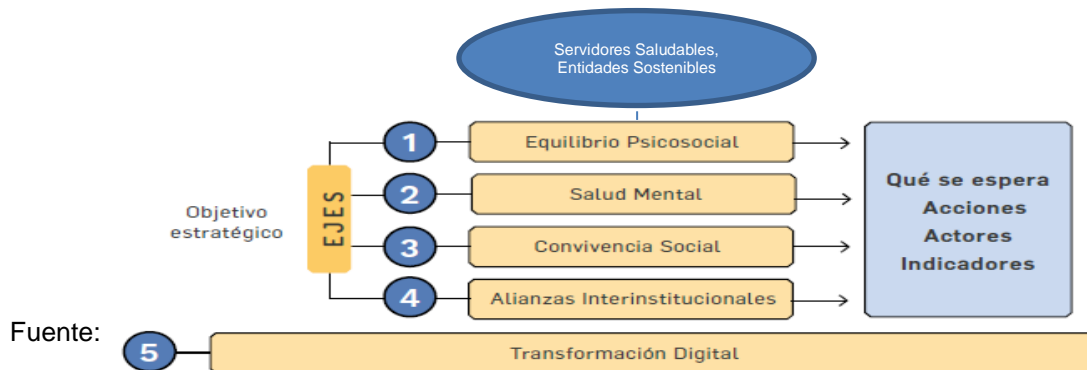 Servidores Saludables,
Entidades Sostenibles
1
Equilibrio Psicosocial
2
Salud Mental
Objetivo
estratégico
EJES
3
Convivencia Social
4
Alianzas Interinstitucionales
Qué se espera
Acciones
Actores
Indicadores
Fuente:
5
Transformación Digital